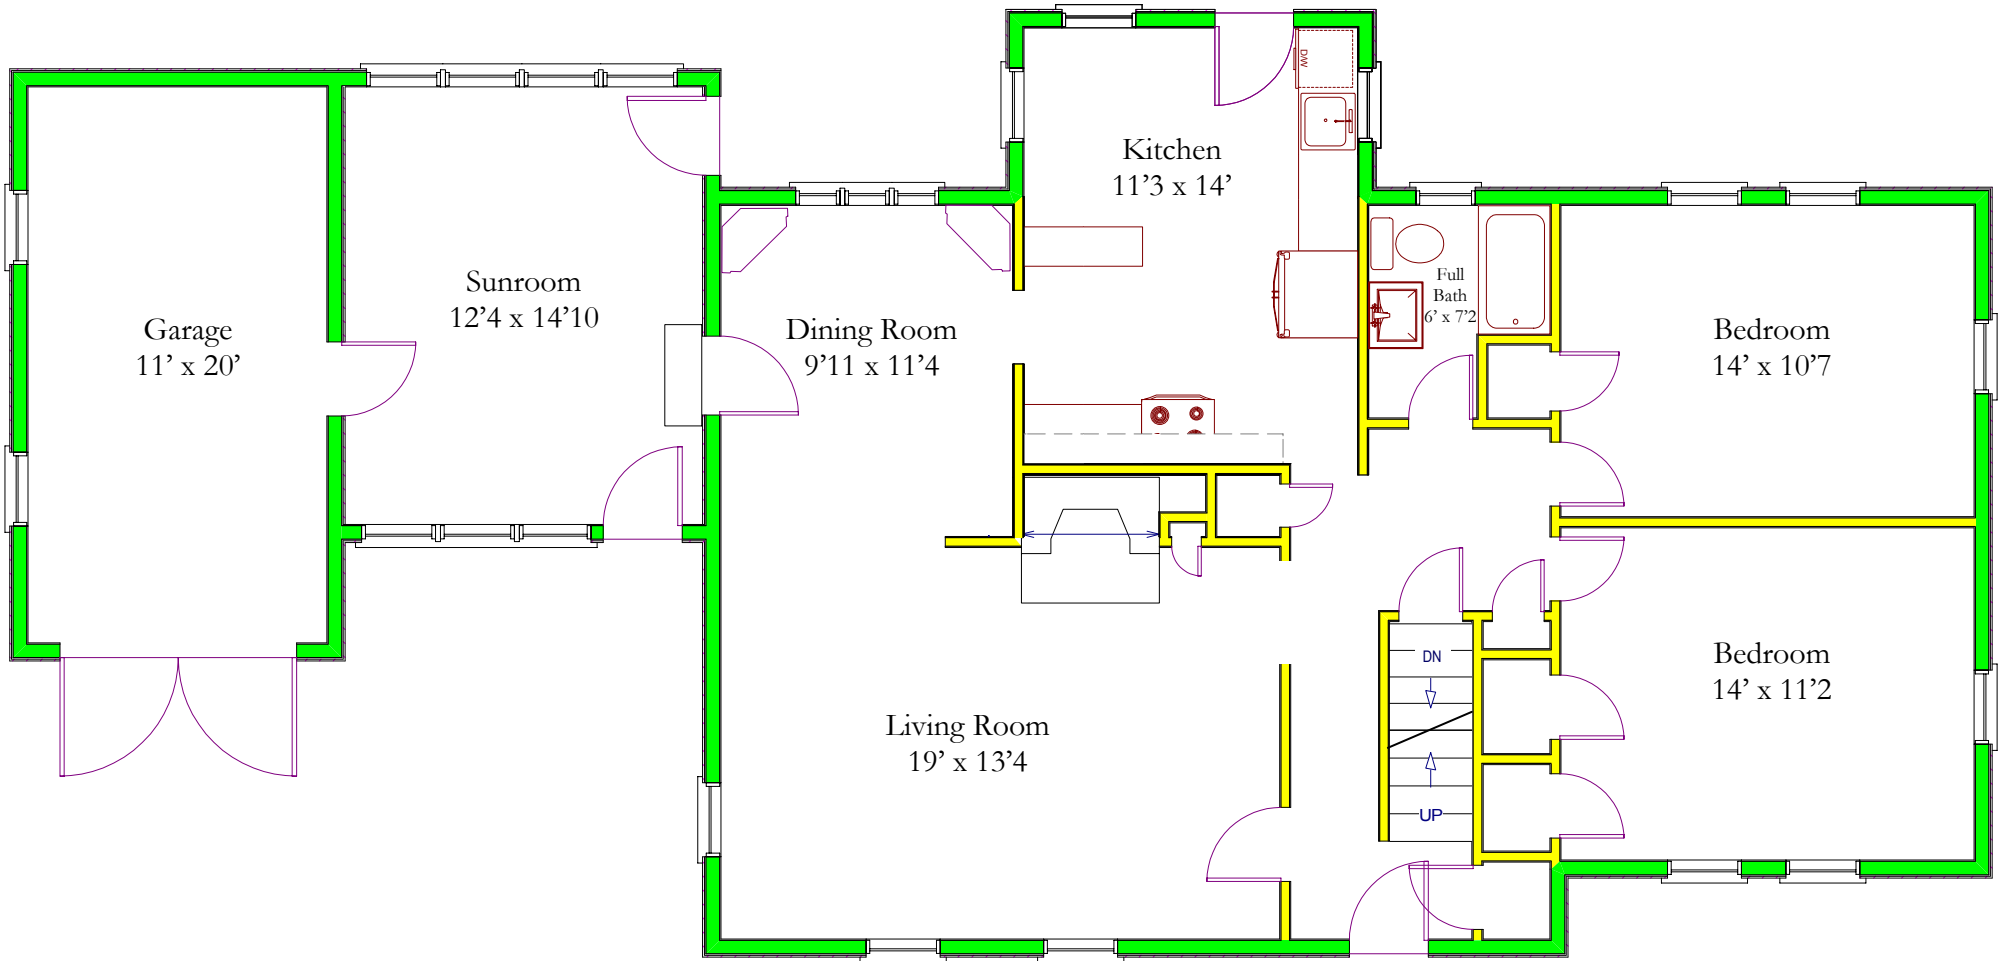 DW
Kitchen
11'3 x 14'
Sunroom
12'4 x 14'10
Full
Bath
6' x 7'2
Garage
11' x 20'
Dining Room
9'11 x 11'4
Bedroom
14' x 10'7
DN
Bedroom
14' x 11'2
Living Room
19' x 13'4
UP